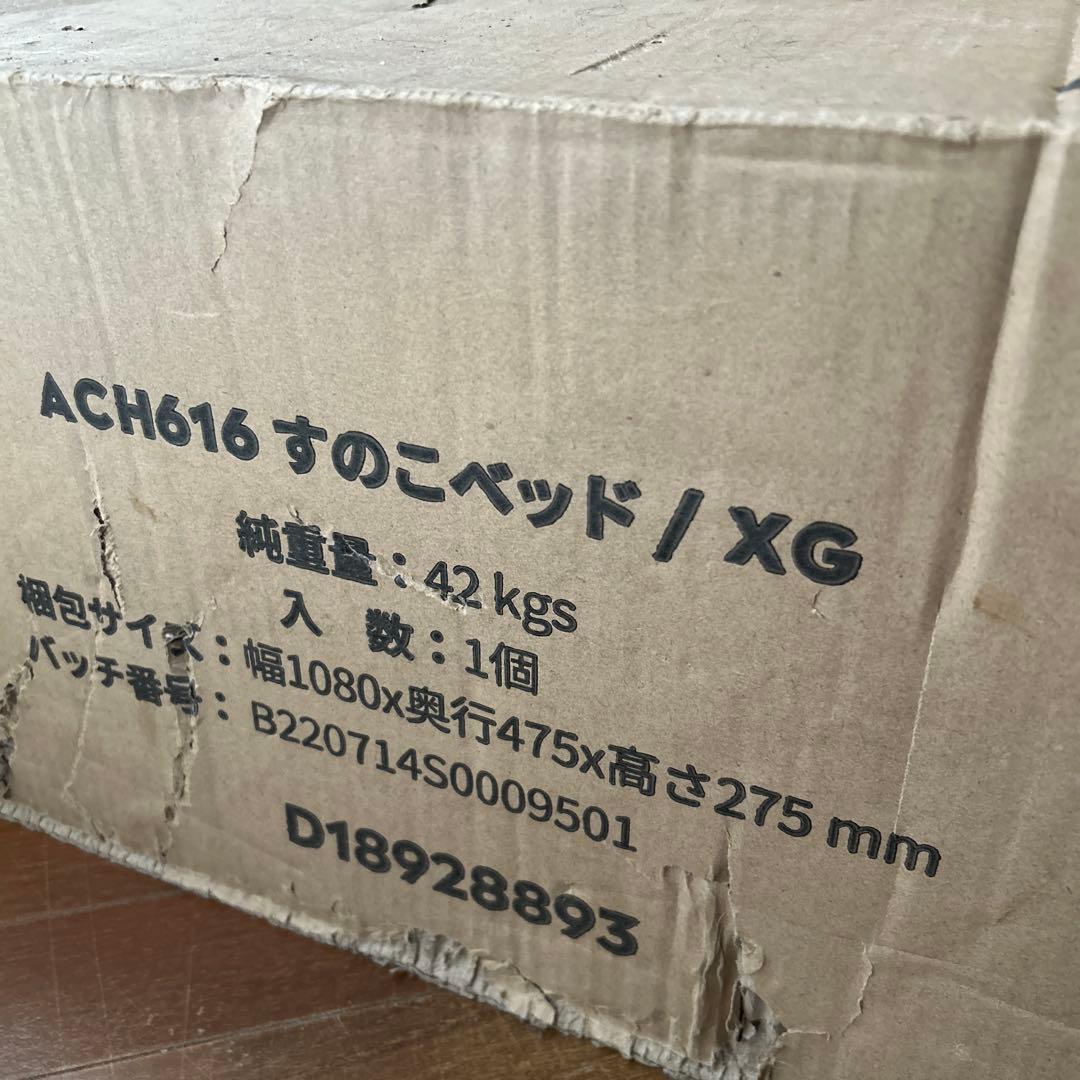 ACH616 すのこベッド / XG
純重量：42 kgs
入　数：1個
梱包サイズ：幅1080x奥行475x高さ275 mm
バッチ番号：B220714S0009501
D18928893